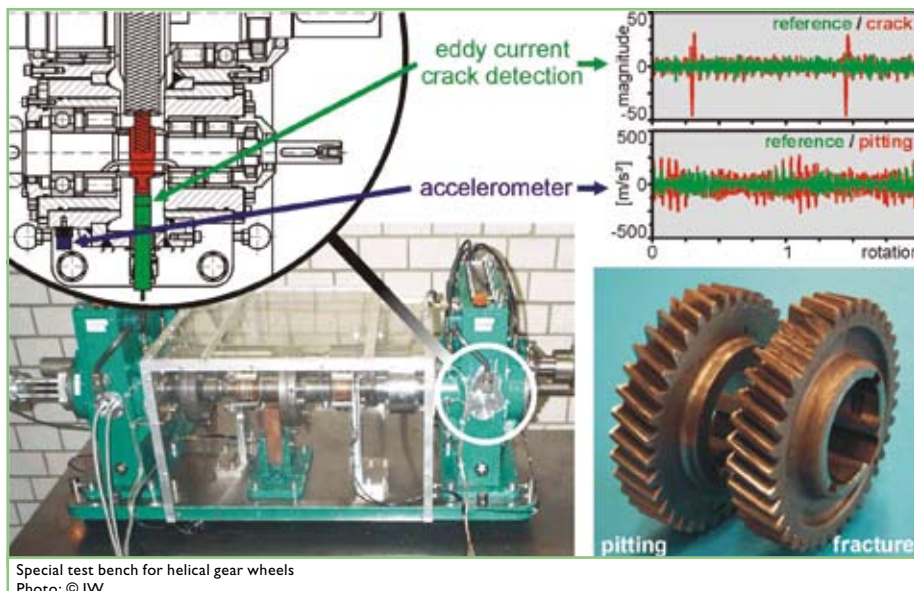 eddy current
crack detection
accelerometer
50
0
-50
magnitude
reference / crack
500
0
-500
[m/s²]
reference / pitting
0
1
rotation
pitting
fracture
Special test bench for helical gear wheels
Photo: © IW